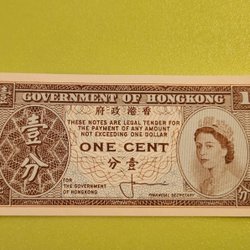 GOVERNMENT OF HONGKONG
1
府政港香
THESE NOTES ARE LEGAL TENDER FOR
THE PAYMENT OF ANY AMOUNT
NOT EXCEEDING ONE DOLLAR
壹分
ONE CENT
分壹
FOR
THE GOVERNMENT
OF HONGKONG
FINANCIAL SECRETARY